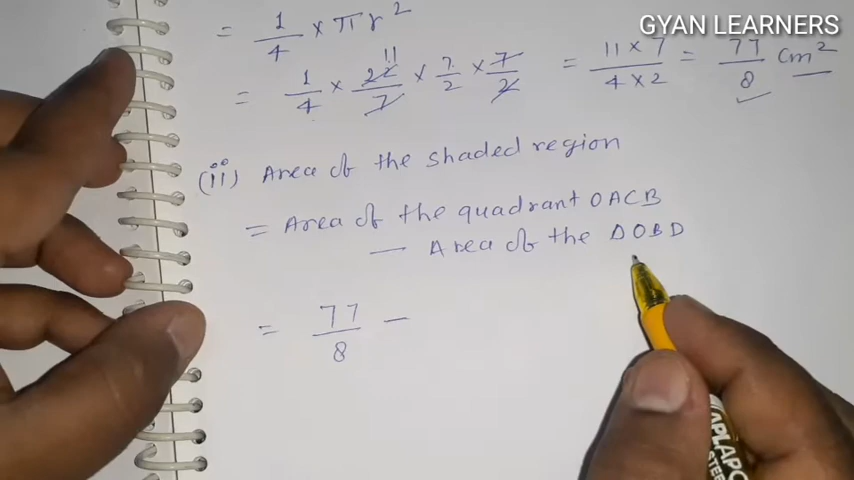 GYAN LEARNERS
= 1/4 × πr²
= 1/4 × 22/7 × 7/2 × 7/2 = 11 × 7 / 4 × 2 = 77/8 cm²
11
(ii) Area of the shaded region
= Area of the quadrant OACB
— Area of the ΔOBD
= 77/8 —